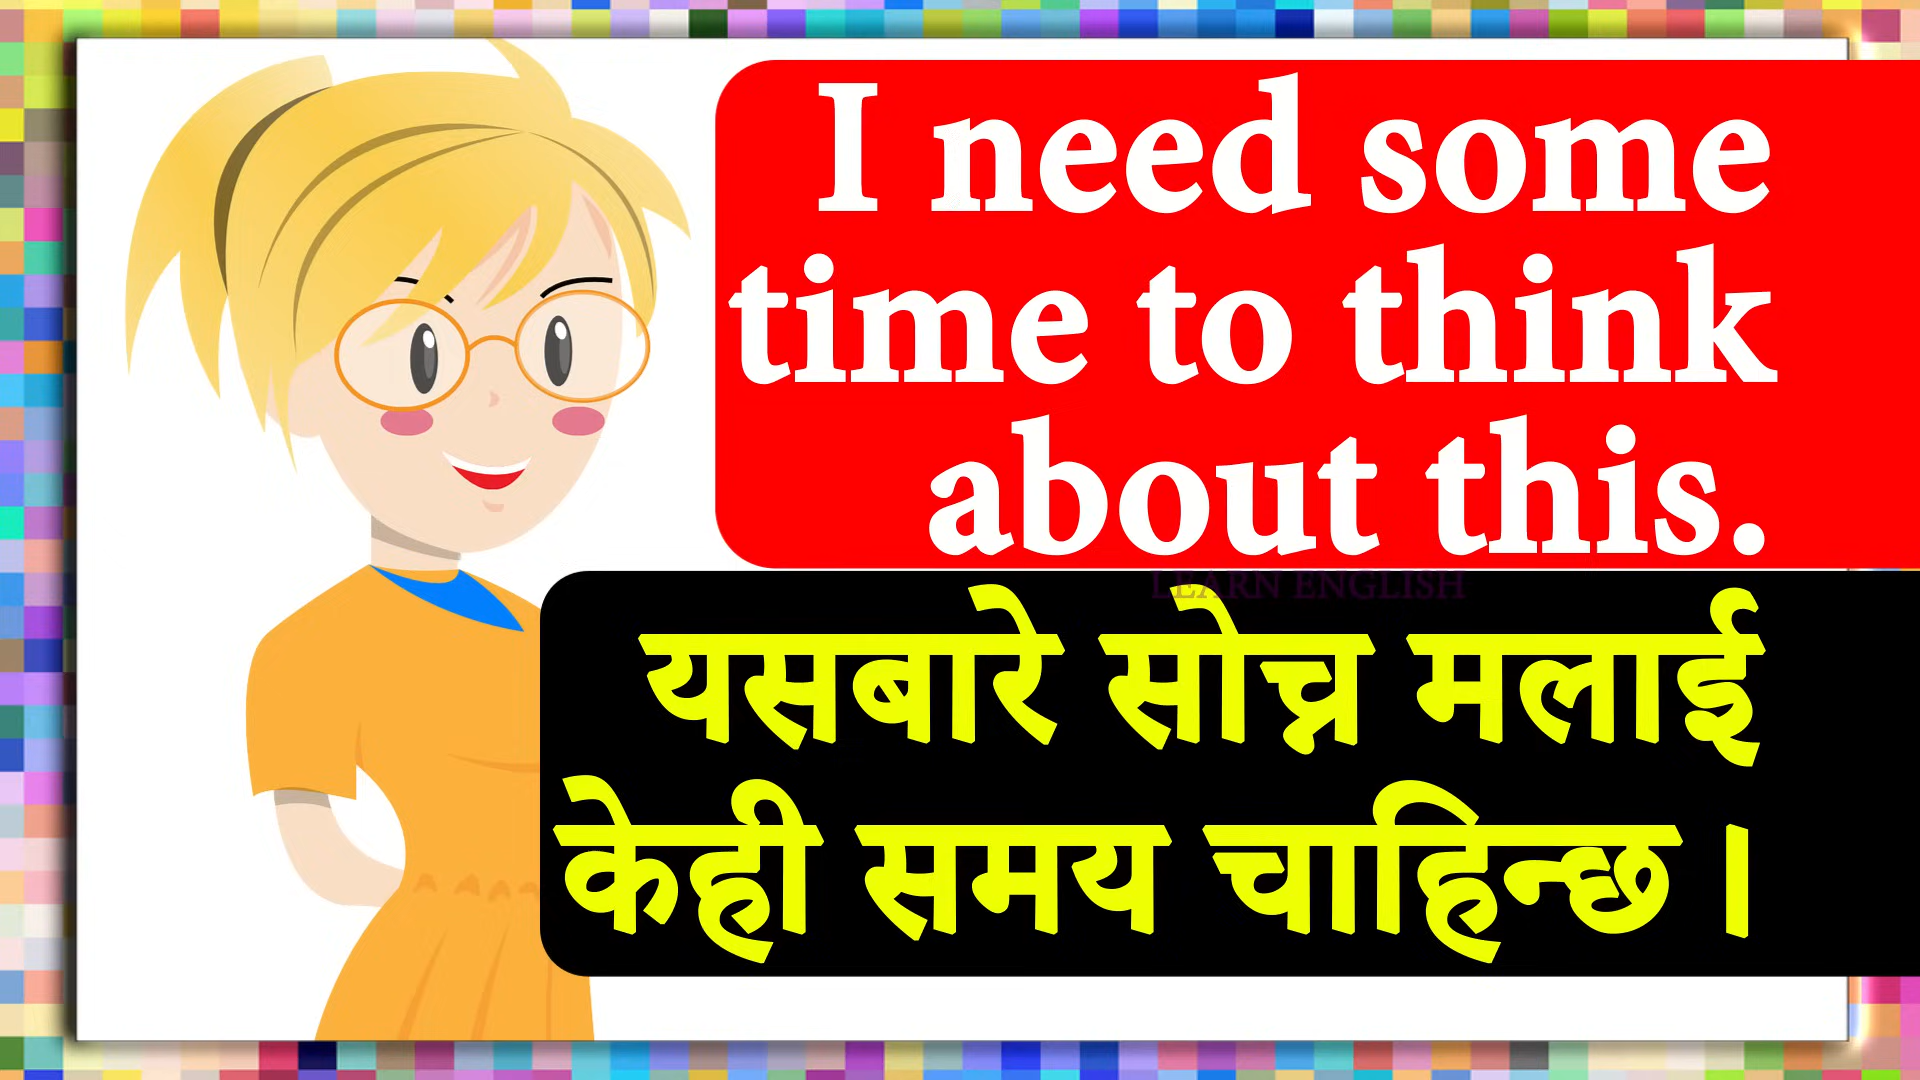 I need some
time to think
about this.
LEARN ENGLISH
यसबारे सोच्न मलाई
केही समय चाहिन्छ ।